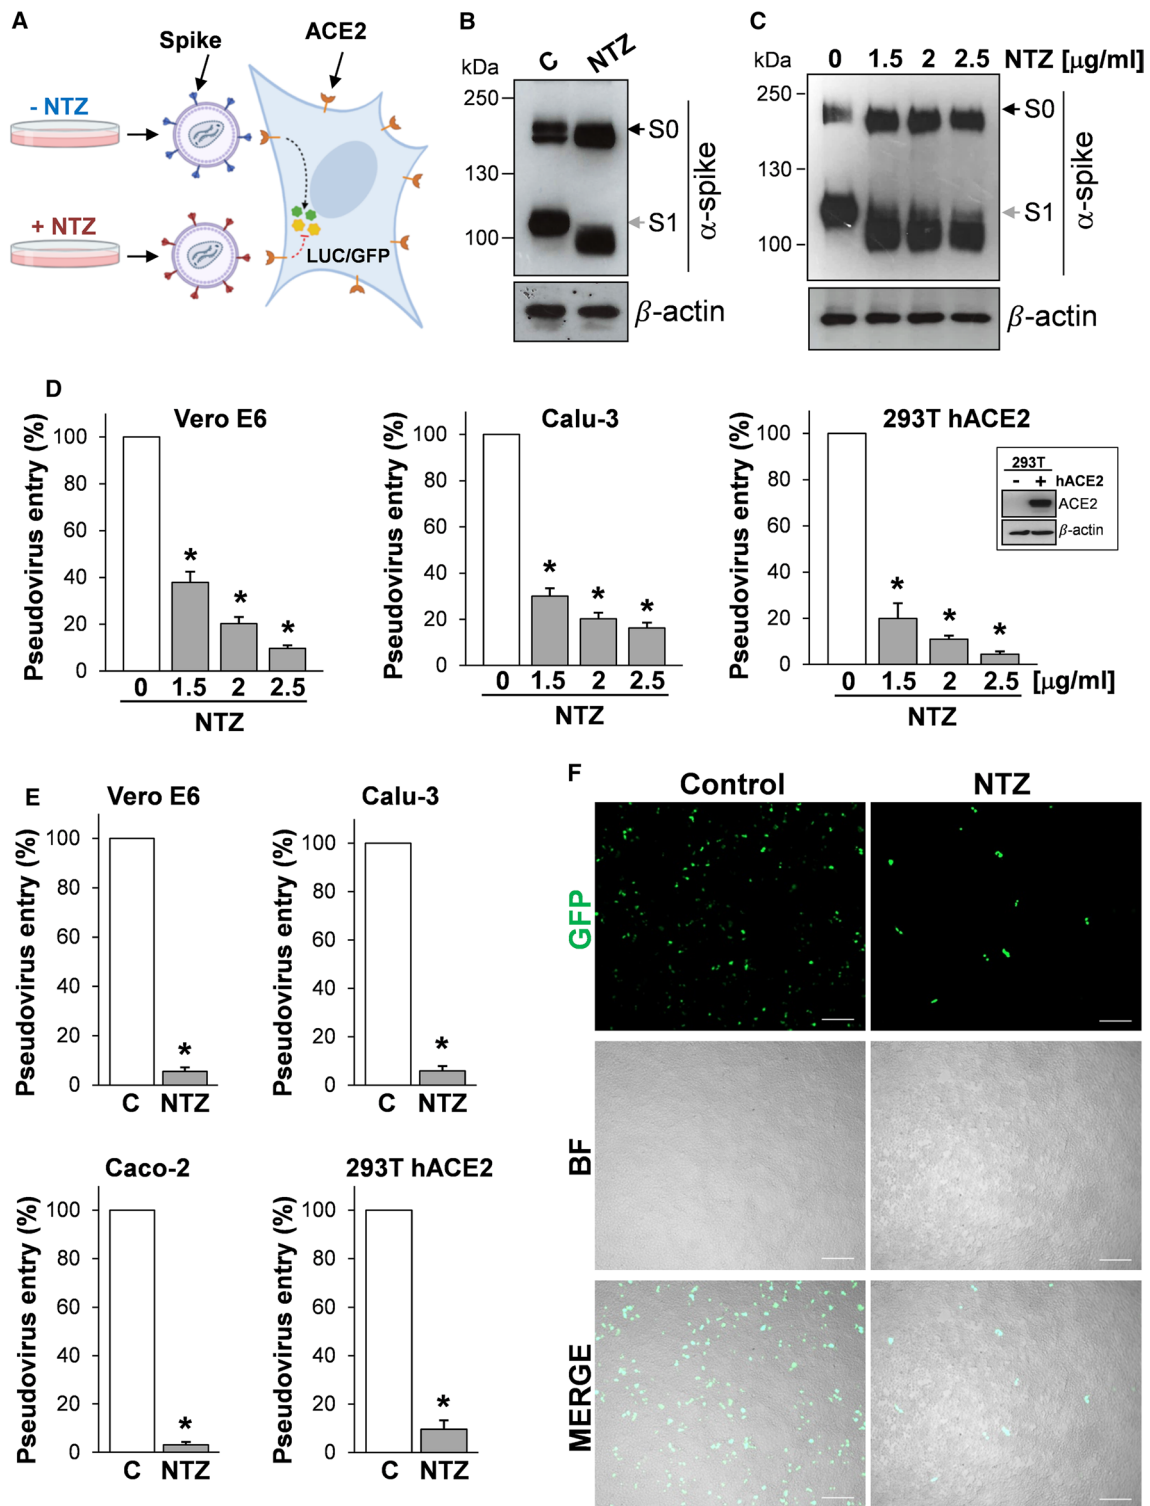 A
Spike
ACE2
- NTZ
+ NTZ
LUC/GFP
B
kDa
C
NTZ
250
130
100
S0
S1
α-spike
β-actin
C
kDa
0 1.5 2 2.5 NTZ [μg/ml]
250
130
100
S0
S1
α-spike
β-actin
D
Vero E6
Pseudovirus entry (%)
100
80
60
40
20
0
* * *
0 1.5 2 2.5
NTZ
Calu-3
Pseudovirus entry (%)
100
80
60
40
20
0
* * *
0 1.5 2 2.5
NTZ
293T hACE2
Pseudovirus entry (%)
100
80
60
40
20
0
* * *
0 1.5 2 2.5 [μg/ml]
NTZ
293T
- + hACE2
ACE2
β-actin
E
Vero E6
Pseudovirus entry (%)
100
80
60
40
20
0
*
C NTZ
Calu-3
Pseudovirus entry (%)
100
80
60
40
20
0
*
C NTZ
Caco-2
Pseudovirus entry (%)
100
80
60
40
20
0
*
C NTZ
293T hACE2
Pseudovirus entry (%)
100
80
60
40
20
0
*
C NTZ
F
Control
NTZ
GFP
BF
MERGE